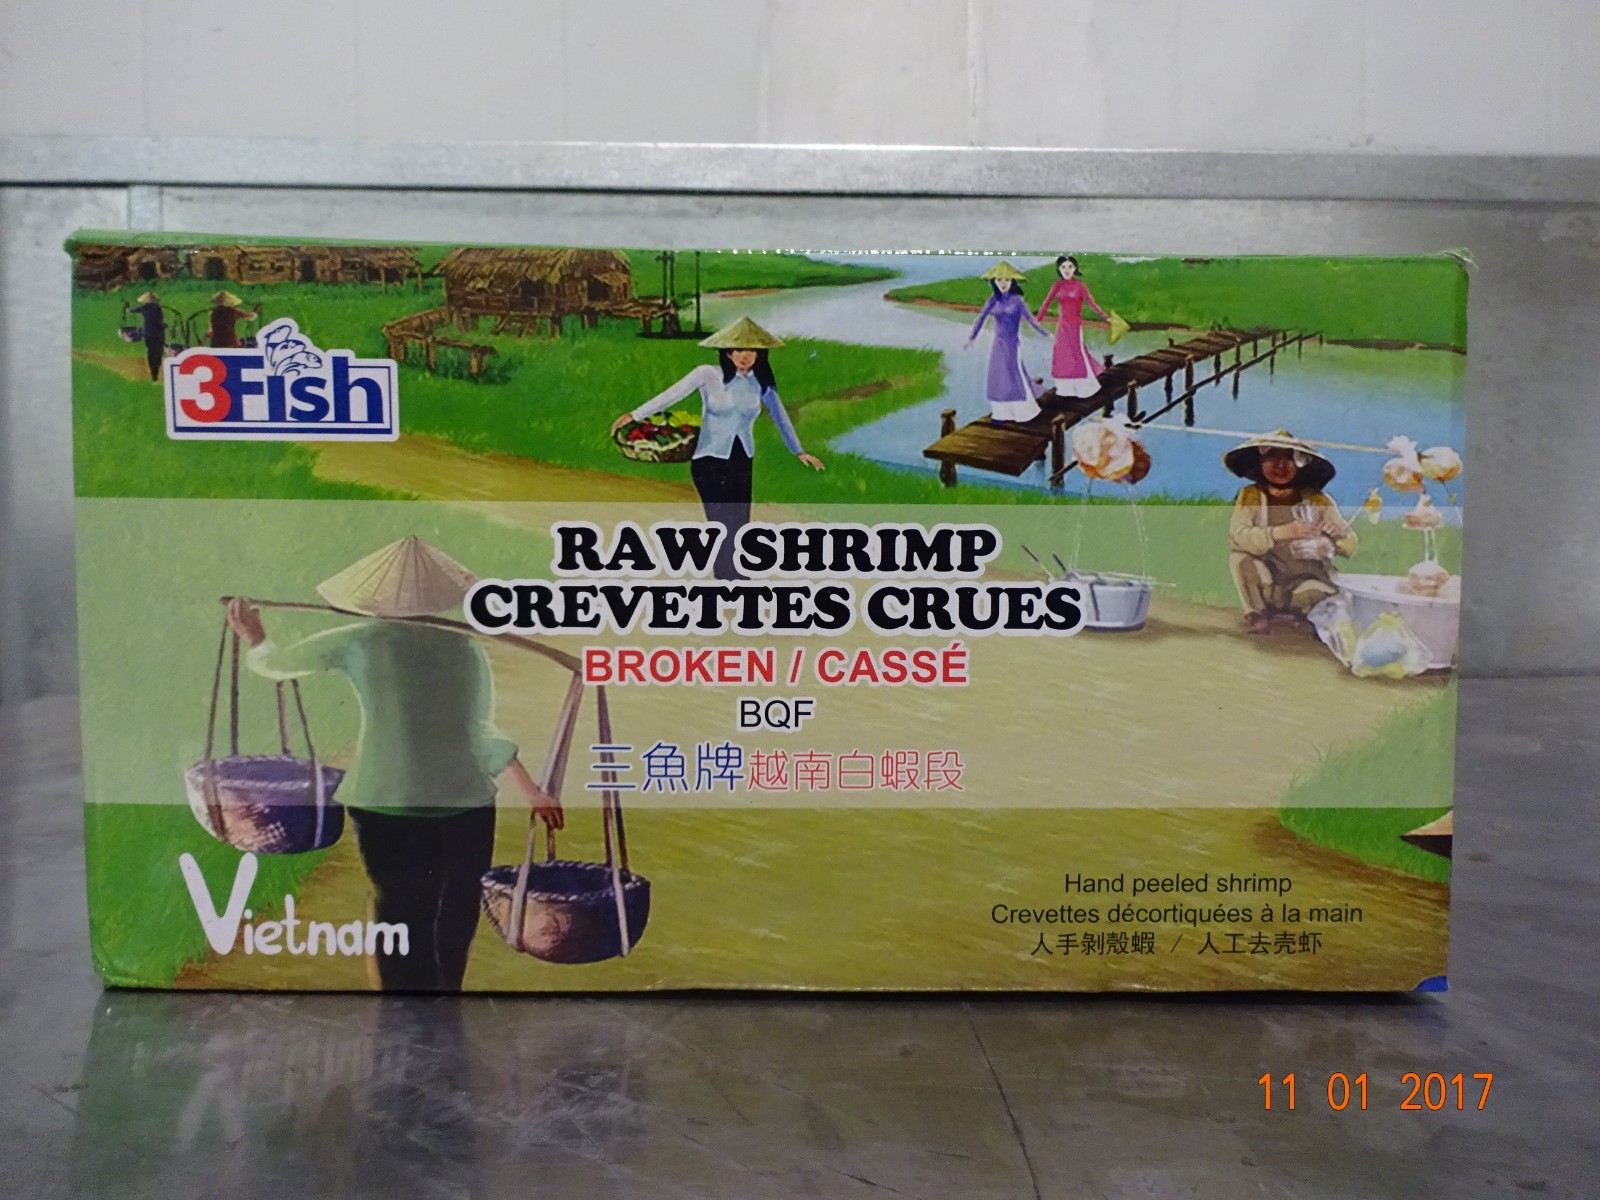 3Fish
RAW SHRIMP
CREVETTES CRUES
BROKEN / CASSÉ
BQF
三魚牌越南白蝦段
Vietnam
Hand peeled shrimp
Crevettes décortiquées à la main
人手剝殼蝦 / 人工去壳虾
11 01 2017